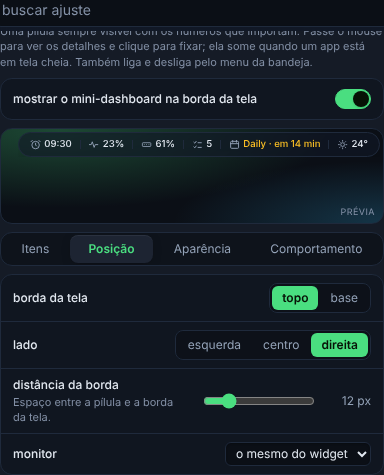 buscar ajuste
Uma pílula sempre visível com os números que importam. Passe o mouse
para ver os detalhes e clique para fixar; ela some quando um app está
em tela cheia. Também liga e desliga pelo menu da bandeja.
mostrar o mini-dashboard na borda da tela
09:30 23% 61% 5 Daily · em 14 min 24°
PRÉVIA
Itens Posição Aparência Comportamento
borda da tela topo base
lado esquerda centro direita
distância da borda
Espaço entre a pílula e a borda
da tela.
12 px
monitor o mesmo do widget